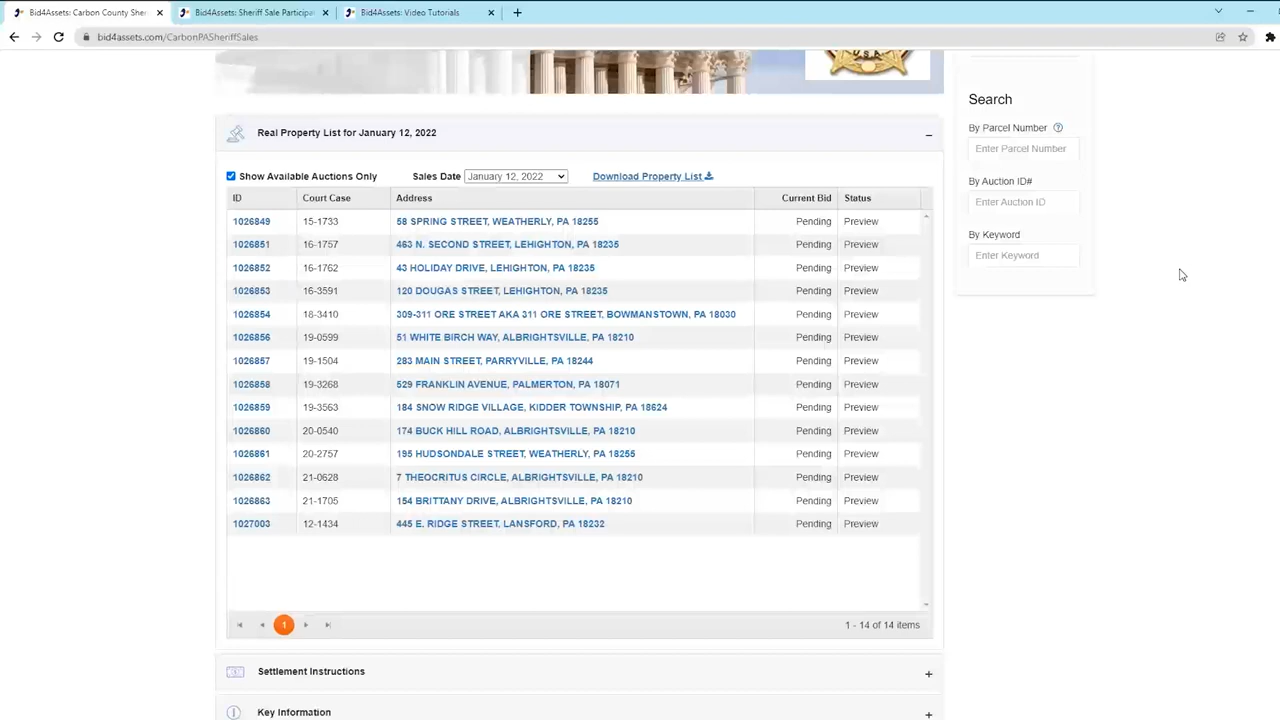 Bid4Assets: Carbon County Sher
Bid4Assets: Sheriff Sale Participa
Bid4Assets: Video Tutorials
bid4assets.com/CarbonPASheriffSales
U.S.A.
Real Property List for January 12, 2022
Show Available Auctions Only Sales Date January 12, 2022 Download Property List
ID Court Case Address Current Bid Status
1026849 15-1733 58 SPRING STREET, WEATHERLY, PA 18255 Pending Preview
1026851 16-1757 463 N. SECOND STREET, LEHIGHTON, PA 18235 Pending Preview
1026852 16-1762 43 HOLIDAY DRIVE, LEHIGHTON, PA 18235 Pending Preview
1026853 16-3591 120 DOUGAS STREET, LEHIGHTON, PA 18235 Pending Preview
1026854 18-3410 309-311 ORE STREET AKA 311 ORE STREET, BOWMANSTOWN, PA 18030 Pending Preview
1026856 19-0599 51 WHITE BIRCH WAY, ALBRIGHTSVILLE, PA 18210 Pending Preview
1026857 19-1504 283 MAIN STREET, PARRYVILLE, PA 18244 Pending Preview
1026858 19-3268 529 FRANKLIN AVENUE, PALMERTON, PA 18071 Pending Preview
1026859 19-3563 184 SNOW RIDGE VILLAGE, KIDDER TOWNSHIP, PA 18624 Pending Preview
1026860 20-0540 174 BUCK HILL ROAD, ALBRIGHTSVILLE, PA 18210 Pending Preview
1026861 20-2757 195 HUDSONDALE STREET, WEATHERLY, PA 18255 Pending Preview
1026862 21-0628 7 THEOCRITUS CIRCLE, ALBRIGHTSVILLE, PA 18210 Pending Preview
1026863 21-1705 154 BRITTANY DRIVE, ALBRIGHTSVILLE, PA 18210 Pending Preview
1027003 12-1434 445 E. RIDGE STREET, LANSFORD, PA 18232 Pending Preview
1
1 - 14 of 14 items
Settlement Instructions
Key Information
Search
By Parcel Number
Enter Parcel Number
By Auction ID#
Enter Auction ID
By Keyword
Enter Keyword